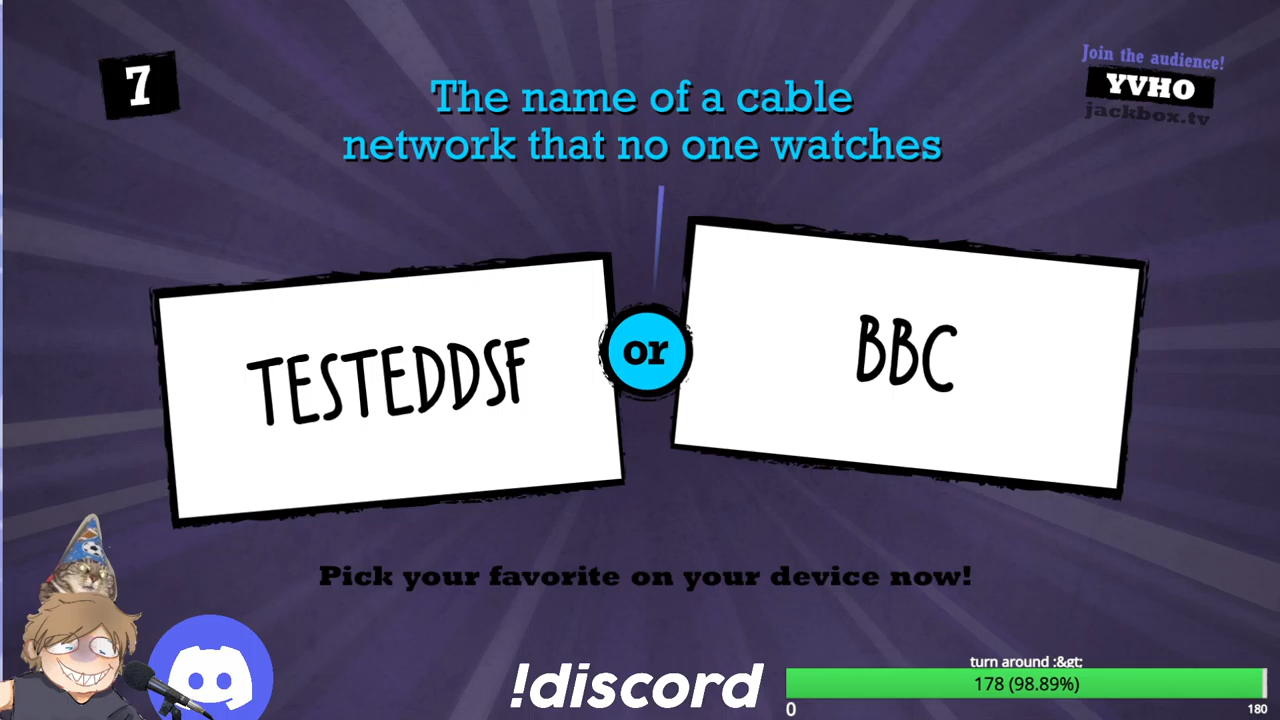 7
The name of a cable
network that no one watches
Join the audience!
YVHO
jackbox.tv
TESTEDDSF
or
BBC
Pick your favorite on your device now!
!discord
turn around :&gt;
178 (98.89%)
0
180